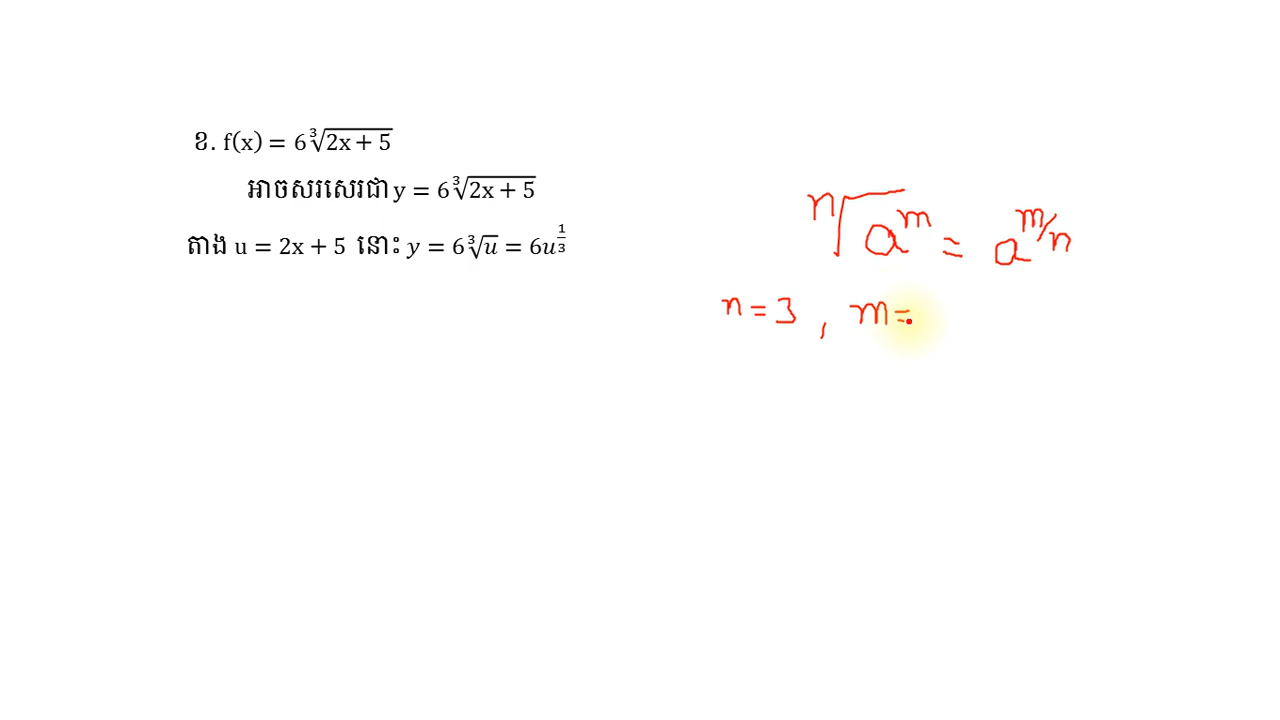 ខ. f(x) = 6∛(2x + 5)
អាចសរសេរជា y = 6∛(2x + 5)
តាង u = 2x + 5 នោះ y = 6∛u = 6u^(1/3)
ⁿ√(a^m) = a^(m/n)
n = 3 , m =